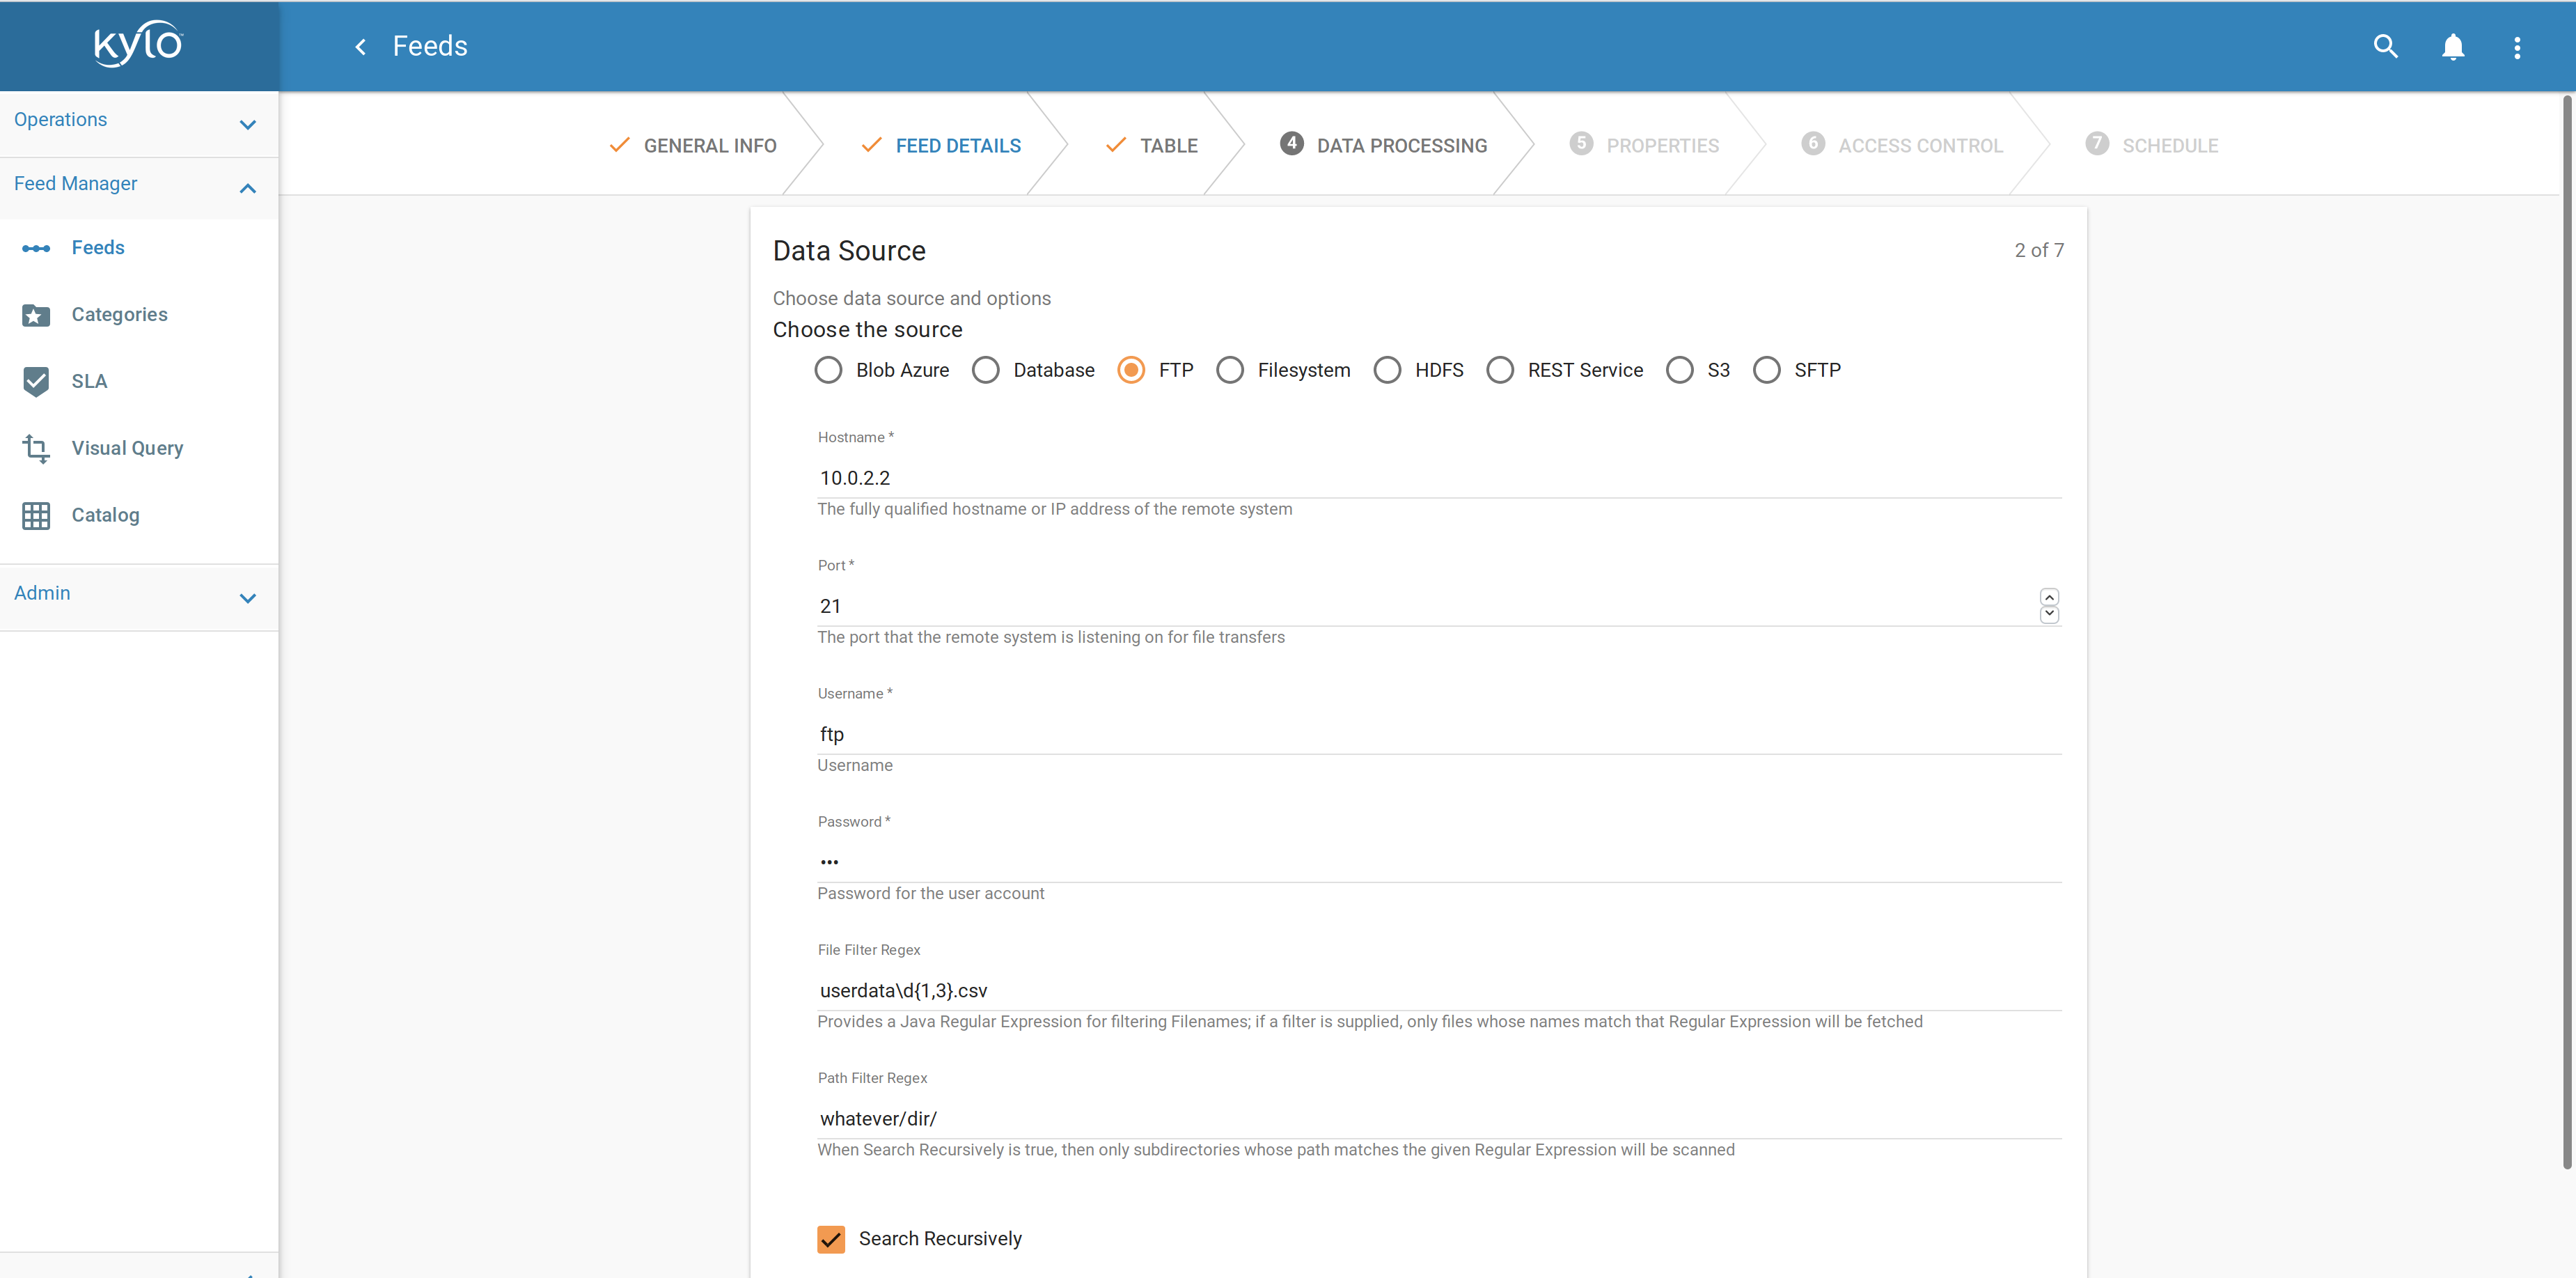 kylo
Feeds
Operations
Feed Manager
Feeds
Categories
SLA
Visual Query
Catalog
Admin
GENERAL INFO
FEED DETAILS
TABLE
4 DATA PROCESSING
5 PROPERTIES
6 ACCESS CONTROL
7 SCHEDULE
Data Source
2 of 7
Choose data source and options
Choose the source
Blob Azure Database FTP Filesystem HDFS REST Service S3 SFTP
Hostname *
10.0.2.2
The fully qualified hostname or IP address of the remote system
Port *
21
The port that the remote system is listening on for file transfers
Username *
ftp
Username
Password *
•••
Password for the user account
File Filter Regex
userdata\d{1,3}.csv
Provides a Java Regular Expression for filtering Filenames; if a filter is supplied, only files whose names match that Regular Expression will be fetched
Path Filter Regex
whatever/dir/
When Search Recursively is true, then only subdirectories whose path matches the given Regular Expression will be scanned
Search Recursively